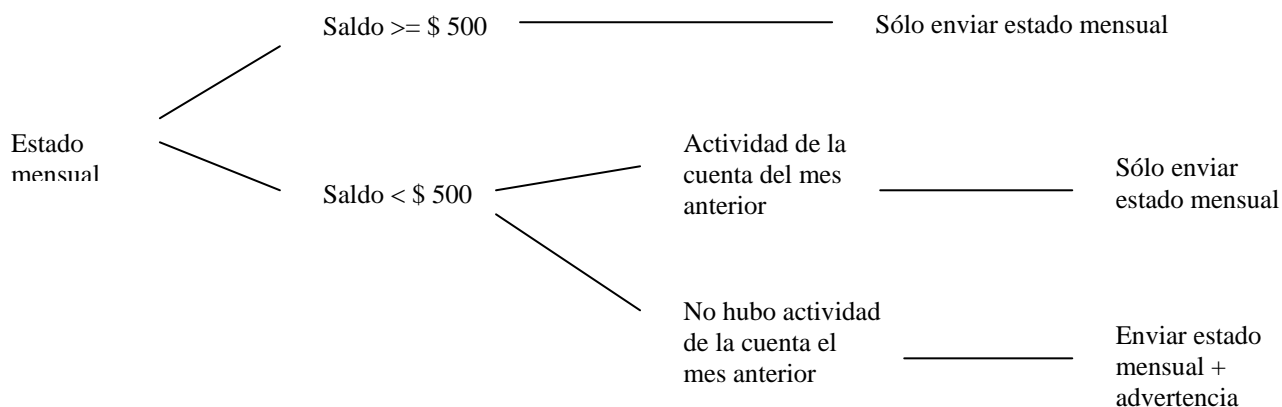 Saldo >= $ 500
Sólo enviar estado mensual
Estado
mensual
Saldo < $ 500
Actividad de la
cuenta del mes
anterior
Sólo enviar
estado mensual
No hubo actividad
de la cuenta el
mes anterior
Enviar estado
mensual +
advertencia